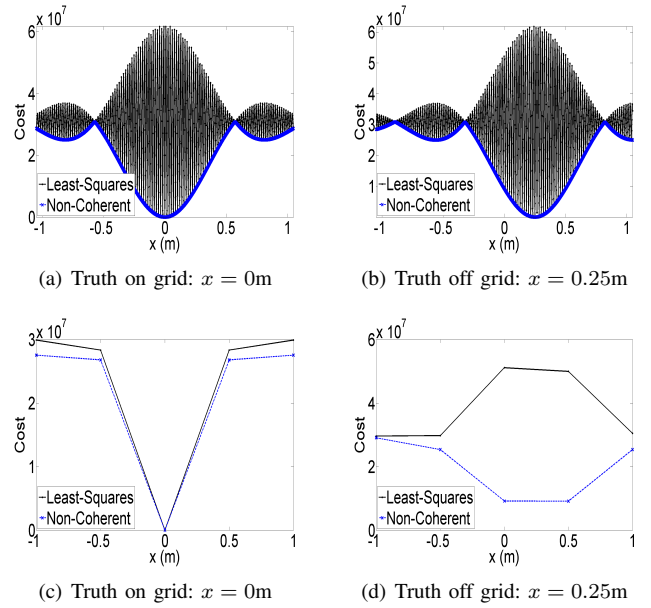 x 10^7
6
4
2
0
Cost
Least-Squares
Non-Coherent
-1 -0.5 0 0.5 1
x (m)
(a) Truth on grid: x = 0m
x 10^7
6
5
4
3
2
1
0
Cost
Least-Squares
Non-Coherent
-1 -0.5 0 0.5 1
x (m)
(b) Truth off grid: x = 0.25m
x 10^7
3
2
1
0
Cost
Least-Squares
Non-Coherent
-1 -0.5 0 0.5 1
x (m)
(c) Truth on grid: x = 0m
x 10^7
6
4
2
0
Cost
Least-Squares
Non-Coherent
-1 -0.5 0 0.5 1
x (m)
(d) Truth off grid: x = 0.25m